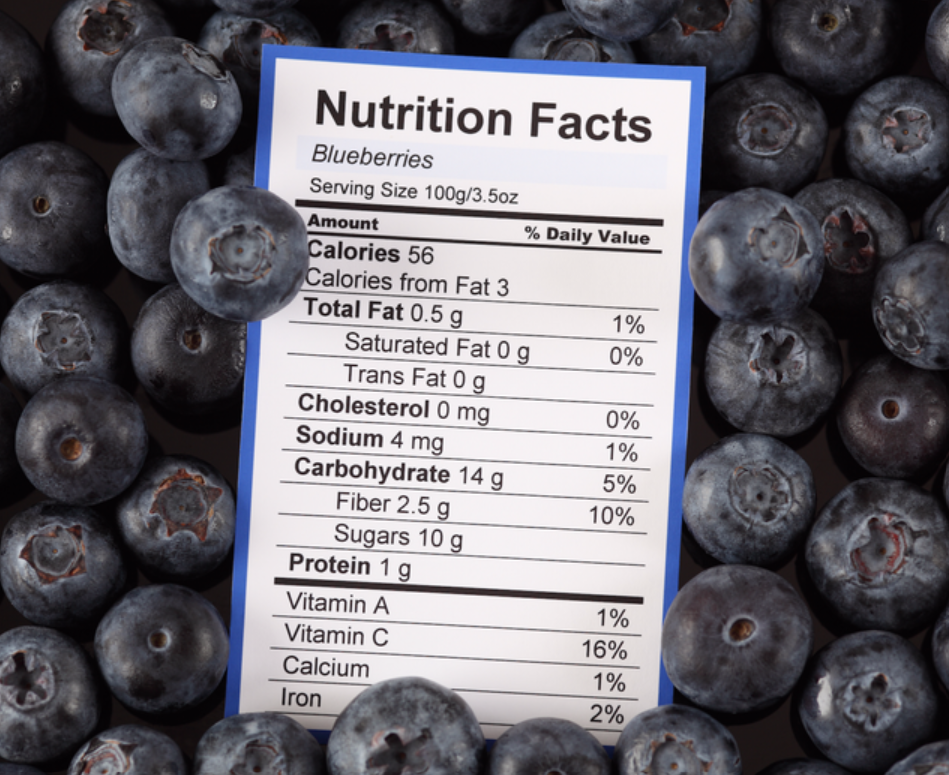 Nutrition Facts
Blueberries
Serving Size 100g/3.5oz
Amount % Daily Value
Calories 56
Calories from Fat 3
Total Fat 0.5 g 1%
Saturated Fat 0 g 0%
Trans Fat 0 g
Cholesterol 0 mg 0%
Sodium 4 mg 1%
Carbohydrate 14 g 5%
Fiber 2.5 g 10%
Sugars 10 g
Protein 1 g
Vitamin A 1%
Vitamin C 16%
Calcium 1%
Iron 2%